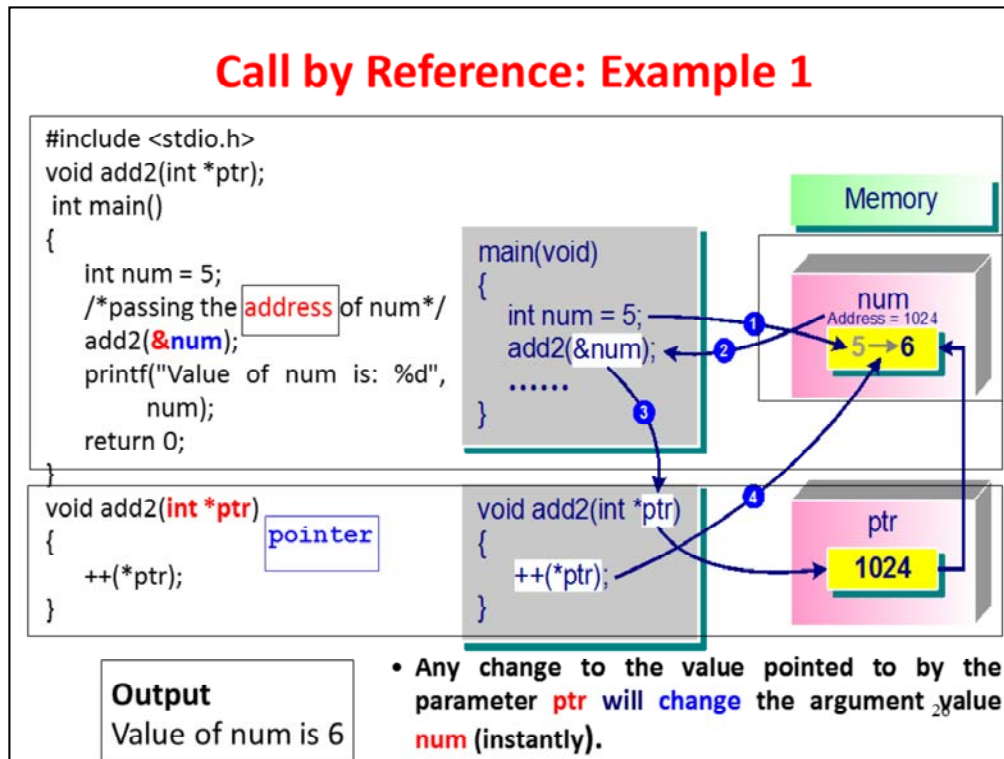 Call by Reference: Example 1
#include <stdio.h>
void add2(int *ptr);
int main()
{
int num = 5;
/*passing the address of num*/
add2(&num);
printf("Value of num is: %d",
num);
return 0;
}
void add2(int *ptr)
{
pointer
++(*ptr);
}
main(void)
{
int num = 5;
add2(&num);
......
}
void add2(int *ptr)
{
++(*ptr);
}
1
2
3
4
Memory
num
Address = 1024
5→6
ptr
1024
Output
Value of num is 6
• Any change to the value pointed to by the
parameter ptr will change the argument value
num (instantly).
26